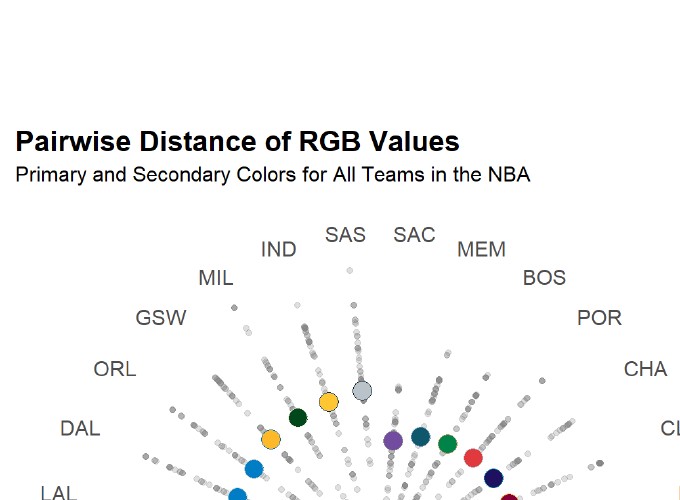 Pairwise Distance of RGB Values
Primary and Secondary Colors for All Teams in the NBA
SAS SAC
IND MEM
MIL BOS
GSW POR
ORL CHA
DAL CL
LAL